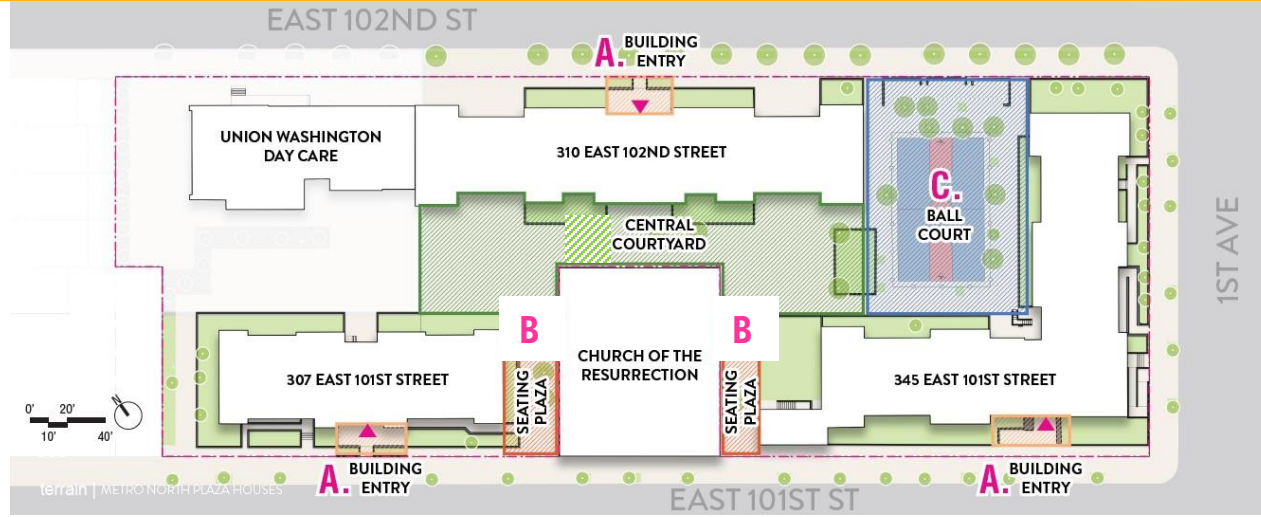 EAST 102ND ST
A. BUILDING
ENTRY
UNION WASHINGTON
DAY CARE
310 EAST 102ND STREET
C.
BALL
COURT
CENTRAL
COURTYARD
1ST AVE
B
B
307 EAST 101ST STREET
SEATING
PLAZA
CHURCH OF THE
RESURRECTION
SEATING
PLAZA
345 EAST 101ST STREET
0' 20'
10' 40'
N
A. BUILDING
ENTRY
A. BUILDING
ENTRY
terrain | METRO NORTH PLAZA HOUSES
EAST 101ST ST